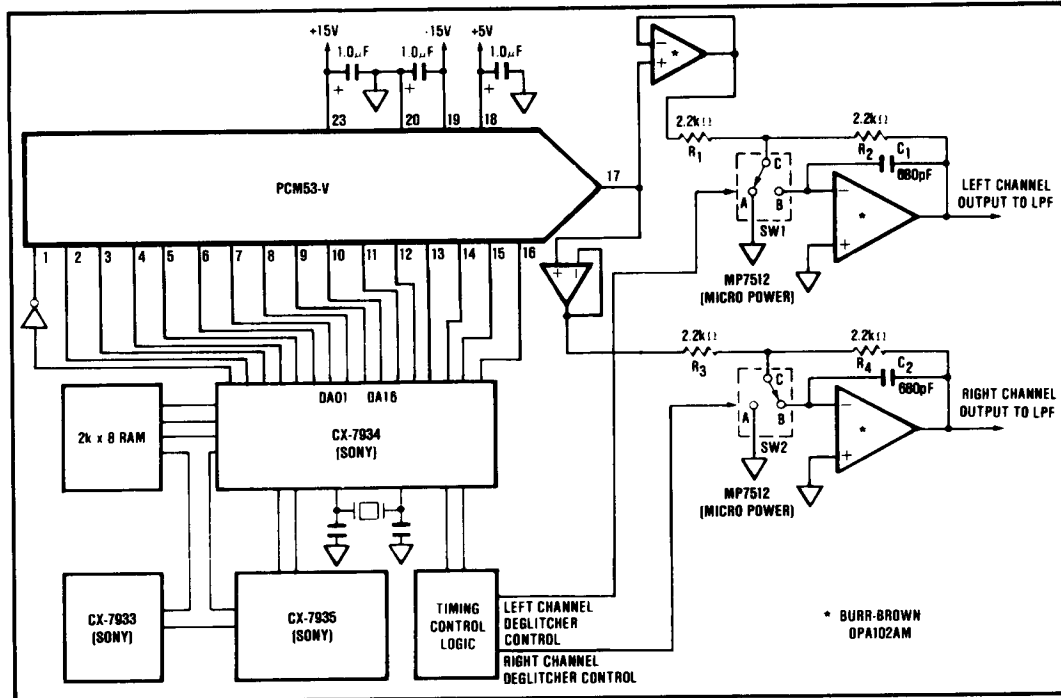 +15V
-15V
+5V
1.0µF
1.0µF
1.0µF
+
+
+
23
20
19
18
PCM53-V
17
1
2
3
4
5
6
7
8
9
10
11
12
13
14
15
16
−
*
+
2.2kΩ
R1
2.2kΩ
R2
C1
680pF
C
A
B
SW1
−
*
+
LEFT CHANNEL
OUTPUT TO LPF
MP7512
(MICRO POWER)
+
−
2.2kΩ
R3
2.2kΩ
R4
C2
680pF
C
A
B
SW2
−
*
+
RIGHT CHANNEL
OUTPUT TO LPF
MP7512
(MICRO POWER)
DA01
DA16
2k x 8 RAM
CX-7934
(SONY)
CX-7933
(SONY)
CX-7935
(SONY)
TIMING
CONTROL
LOGIC
LEFT CHANNEL
DEGLITCHER
CONTROL
RIGHT CHANNEL
DEGLITCHER CONTROL
* BURR-BROWN
OPA102AM